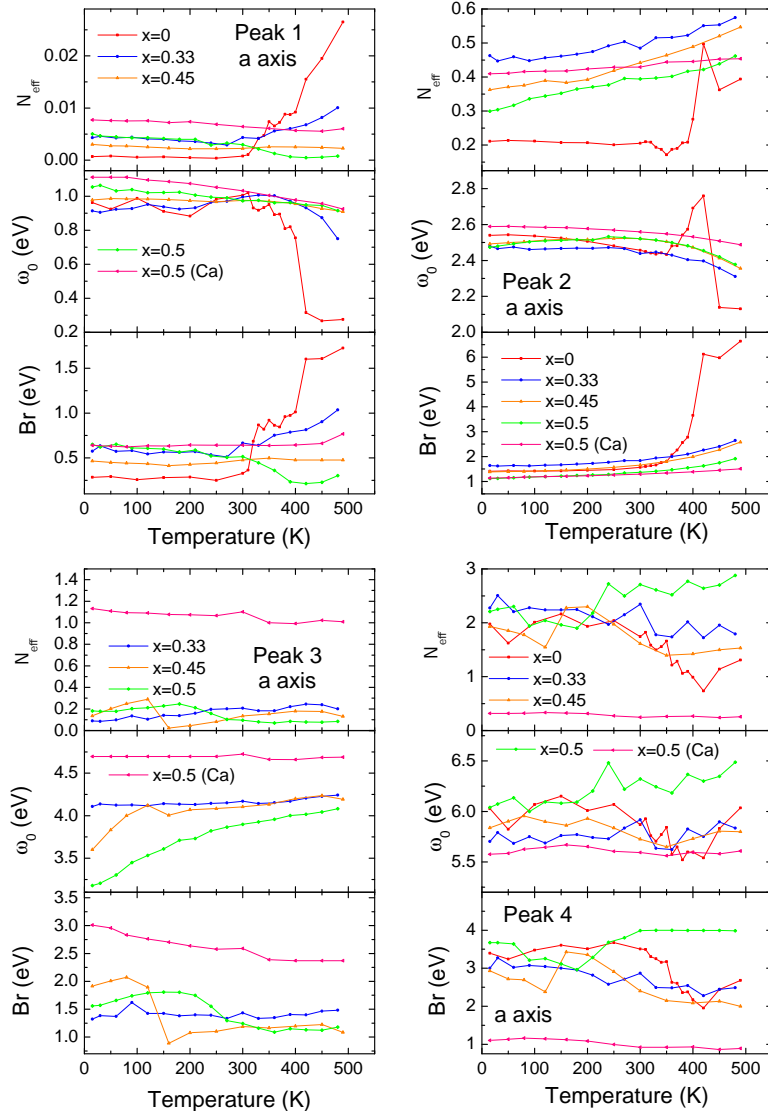 Peak 1
a axis
x=0
x=0.33
x=0.45
N_eff
0.02
0.01
0.00
x=0.5
x=0.5 (Ca)
ω₀ (eV)
1.0
0.8
0.6
0.4
0.2
Br (eV)
1.5
1.0
0.5
0 100 200 300 400 500
Temperature (K)
N_eff
0.6
0.5
0.4
0.3
0.2
0.1
Peak 2
a axis
ω₀ (eV)
2.8
2.6
2.4
2.2
2.0
x=0
x=0.33
x=0.45
x=0.5
x=0.5 (Ca)
Br (eV)
6
5
4
3
2
1
0 100 200 300 400 500
Temperature (K)
Peak 3
a axis
x=0.33
x=0.45
x=0.5
N_eff
1.4
1.2
1.0
0.8
0.6
0.4
0.2
0.0
x=0.5 (Ca)
ω₀ (eV)
4.5
4.0
3.5
3.0
Br (eV)
2.5
2.0
1.5
1.0
0 100 200 300 400 500
Temperature (K)
N_eff
3
2
1
0
x=0
x=0.33
x=0.45
x=0.5
x=0.5 (Ca)
ω₀ (eV)
6.5
6.0
5.5
Peak 4
a axis
Br (eV)
4
3
2
1
0 100 200 300 400 500
Temperature (K)